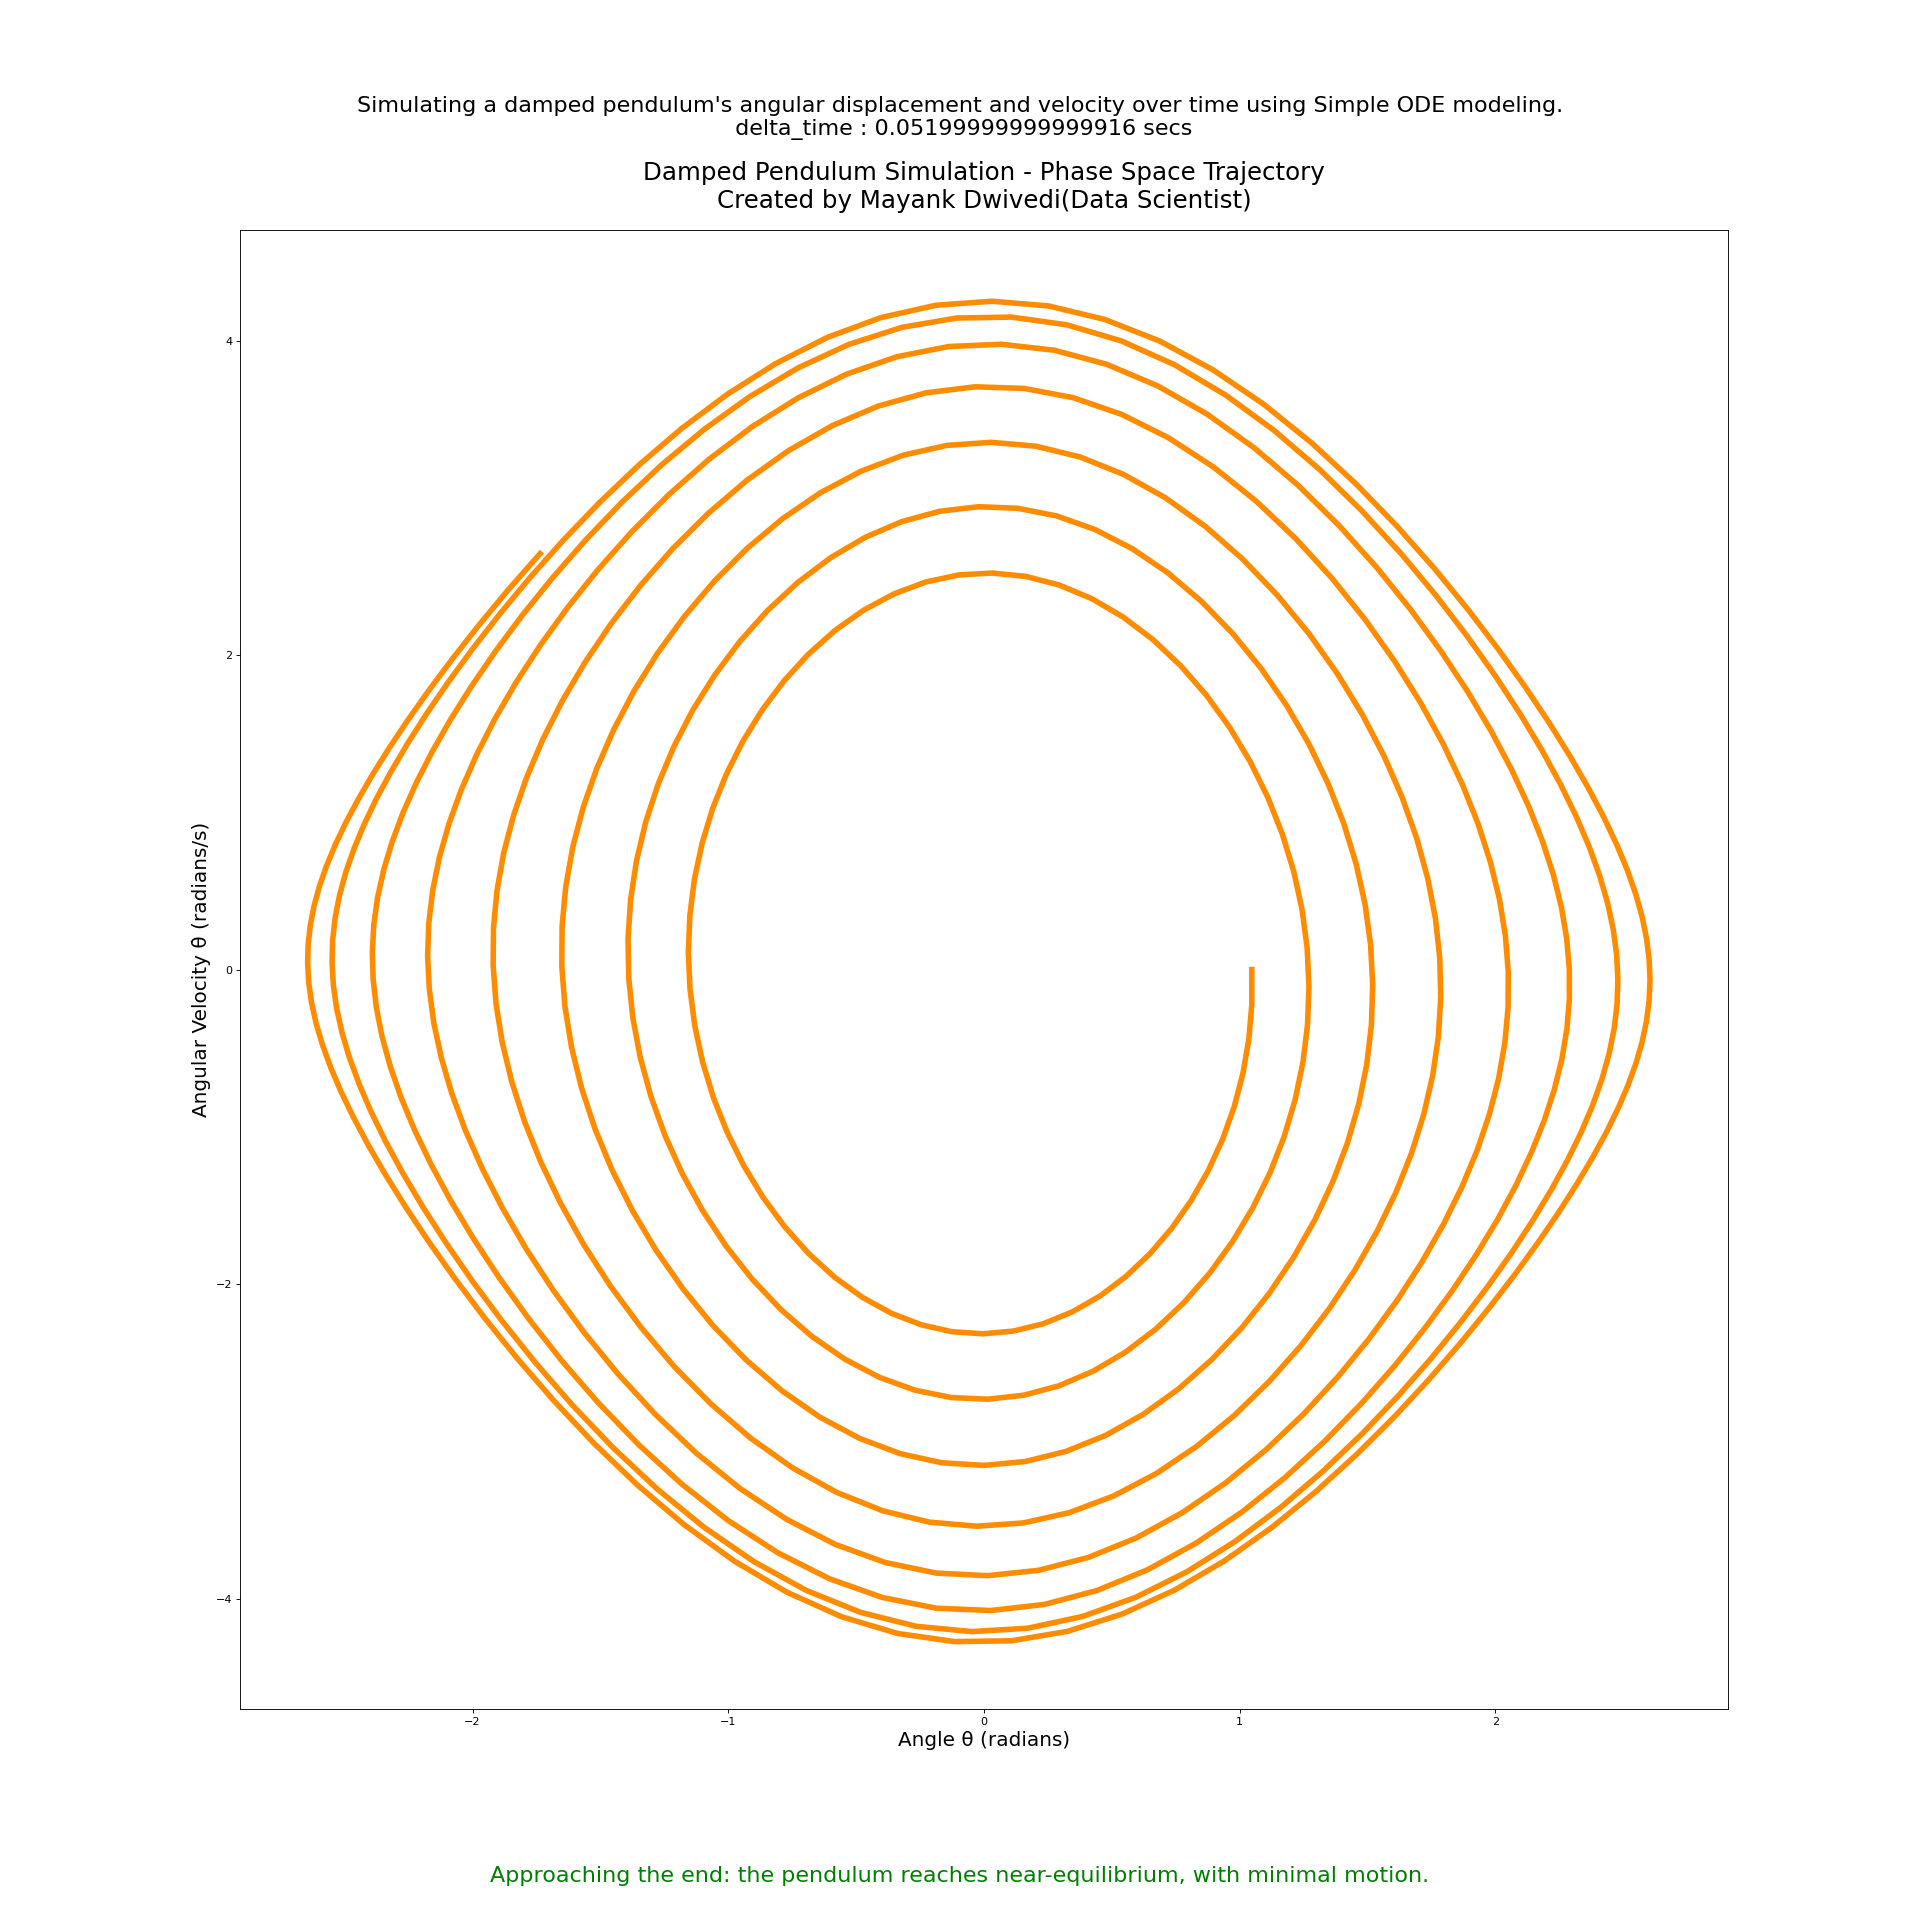 Simulating a damped pendulum's angular displacement and velocity over time using Simple ODE modeling.
delta_time : 0.05199999999999916 secs
Damped Pendulum Simulation - Phase Space Trajectory
Created by Mayank Dwivedi(Data Scientist)
Angular Velocity θ (radians/s)
4
2
0
−2
−4
−2
−1
0
1
2
Angle θ (radians)
Approaching the end: the pendulum reaches near-equilibrium, with minimal motion.